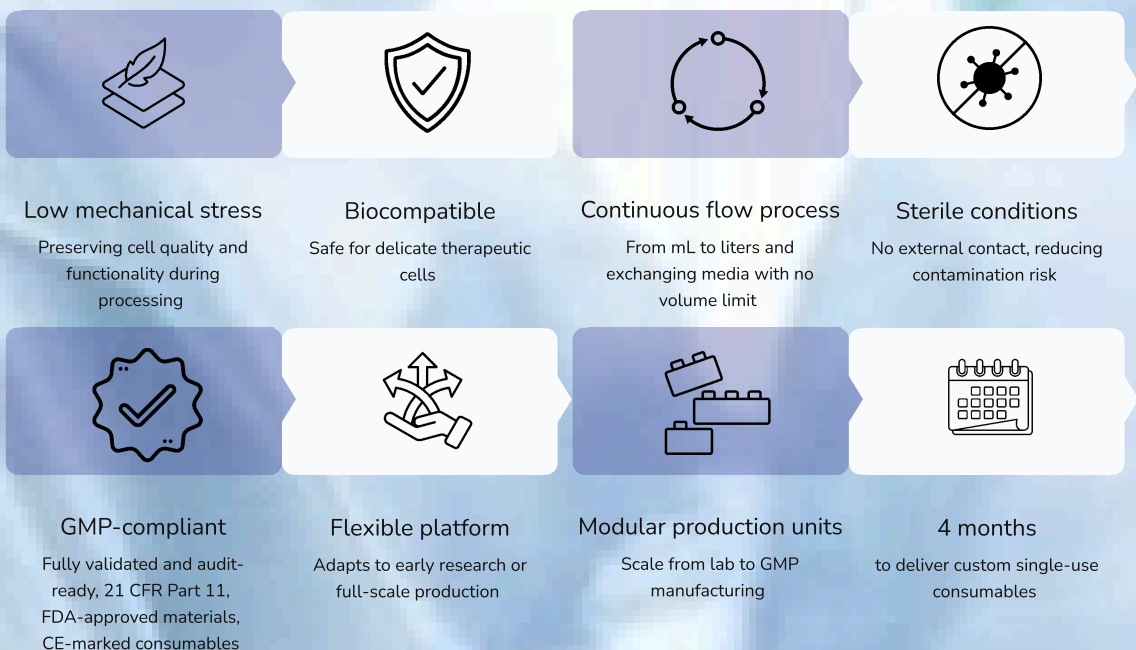 Low mechanical stress
Preserving cell quality and
functionality during
processing
Biocompatible
Safe for delicate therapeutic
cells
Continuous flow process
From mL to liters and
exchanging media with no
volume limit
Sterile conditions
No external contact, reducing
contamination risk
GMP-compliant
Fully validated and audit-
ready, 21 CFR Part 11,
FDA-approved materials,
CE-marked consumables
Flexible platform
Adapts to early research or
full-scale production
Modular production units
Scale from lab to GMP
manufacturing
4 months
to deliver custom single-use
consumables